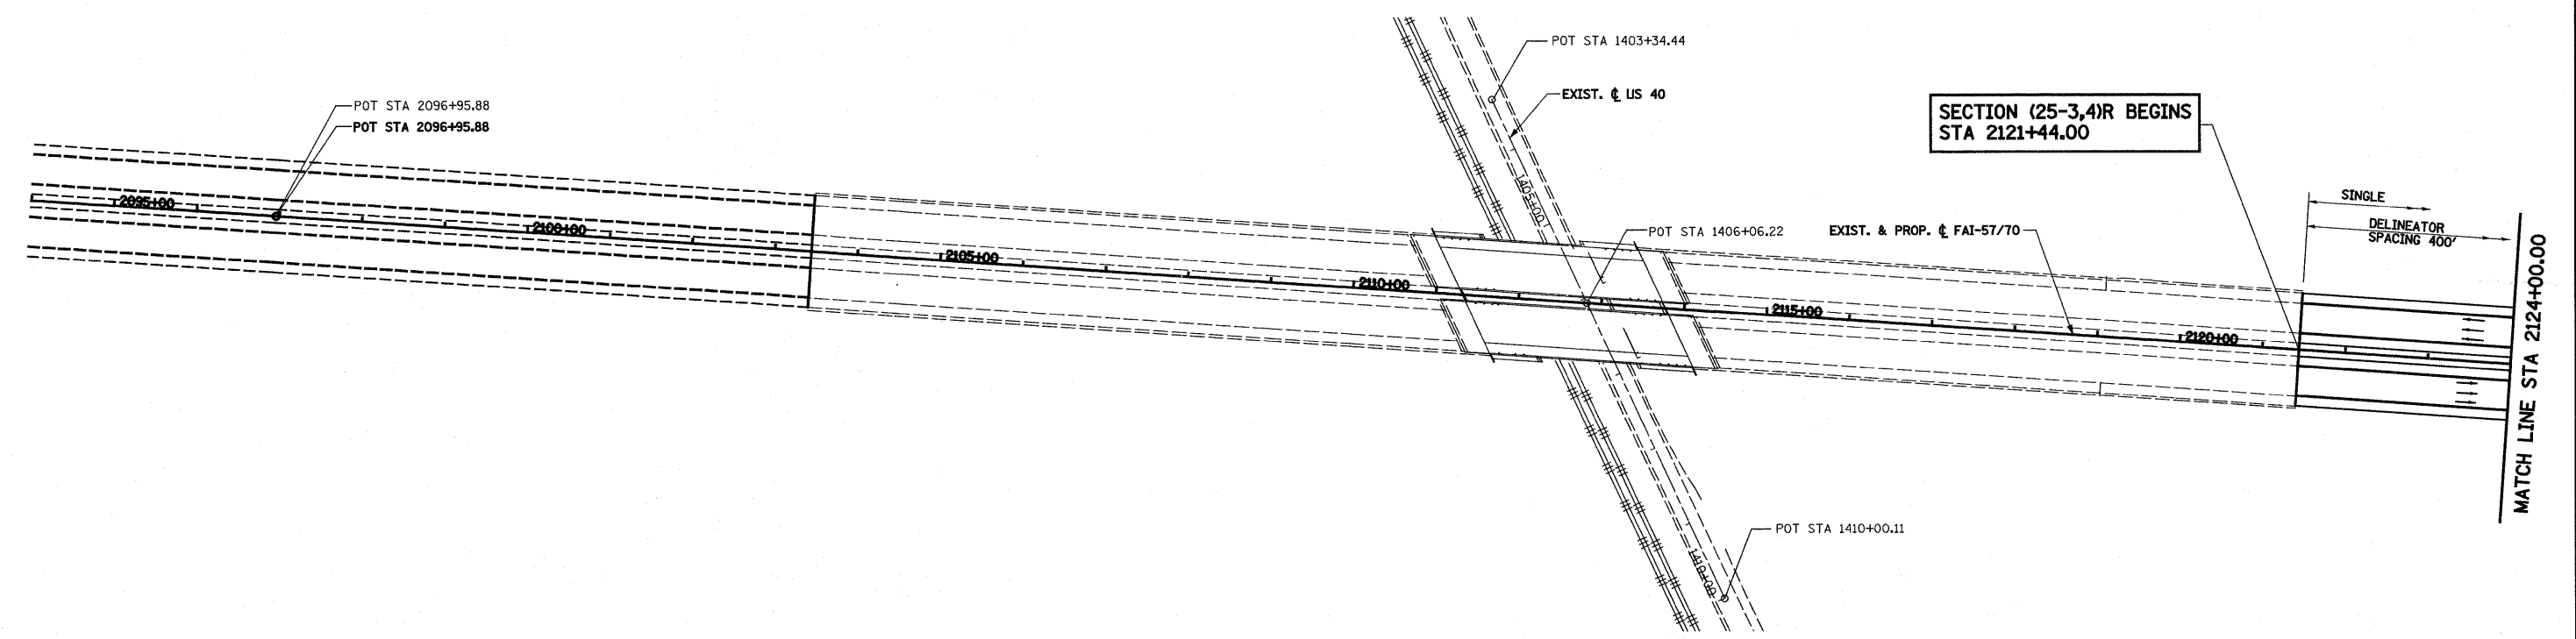 POT STA 1403+34.44
EXIST. ℄ US 40
POT STA 2096+95.88
POT STA 2096+95.88
SECTION (25-3,4)R BEGINS
STA 2121+44.00
SINGLE
DELINEATOR
SPACING 400'
2095+00
2100+00
2105+00
2110+00
2115+00
2120+00
1405+00
POT STA 1406+06.22
EXIST. & PROP. ℄ FAI-57/70
MATCH LINE STA 2124+00.00
POT STA 1410+00.11
1410+00